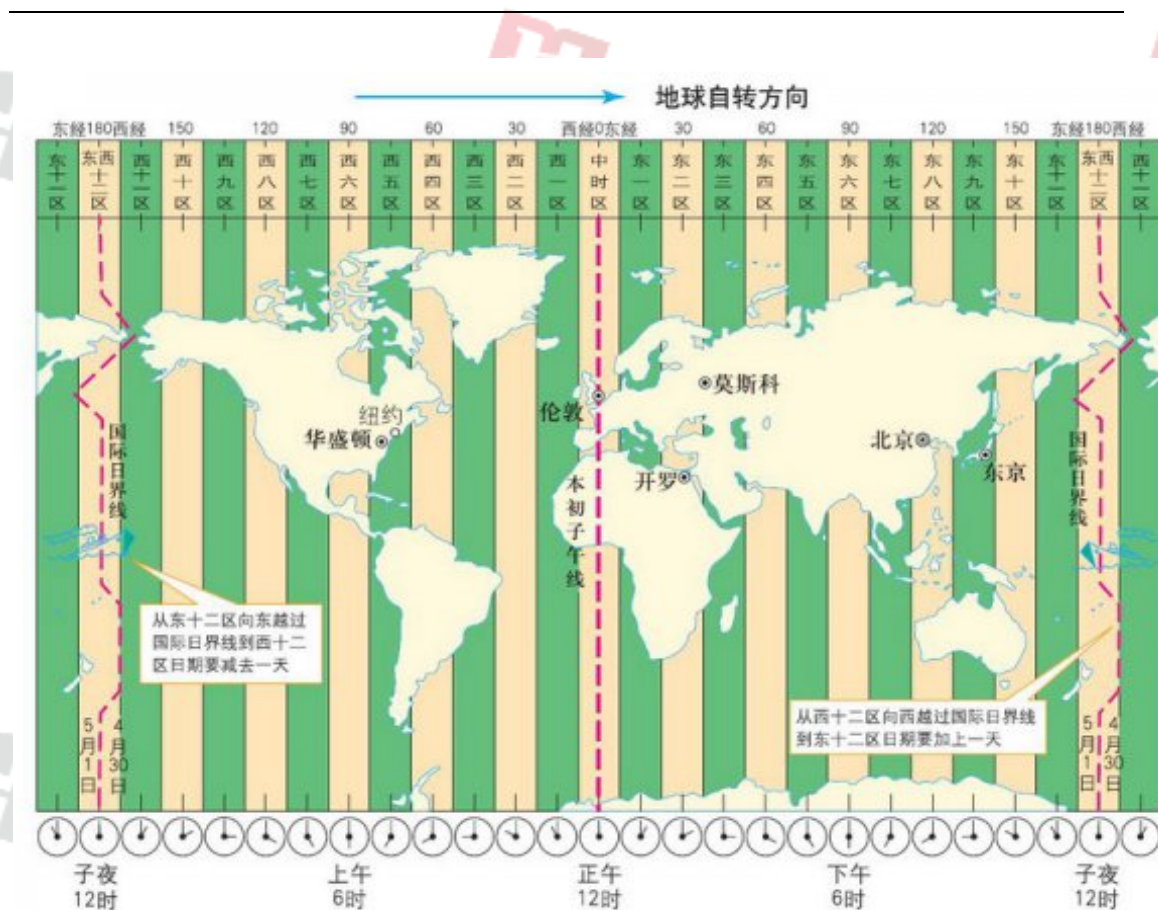 地球自转方向
东经180西经 150 120 90 60 30 西经0东经 30 60 90 120 150 东经180西经
东十一区 东西十二区 西十一区 西十区 西九区 西八区 西七区 西六区 西五区 西四区 西三区 西二区 西一区 中时区 东一区 东二区 东三区 东四区 东五区 东六区 东七区 东八区 东九区 东十区 东十一区 东西十二区 西十一区
莫斯科
伦敦
纽约
华盛顿
北京
东京
开罗
国际日界线
本初子午线
国际日界线
从东十二区向东越过
国际日界线到西十二
区日期要减去一天
从西十二区向西越过国际日界线
到东十二区日期要加上一天
5月1日
4月30日
5月1日
4月30日
子夜 上午 正午 下午 子夜
12时 6时 12时 6时 12时